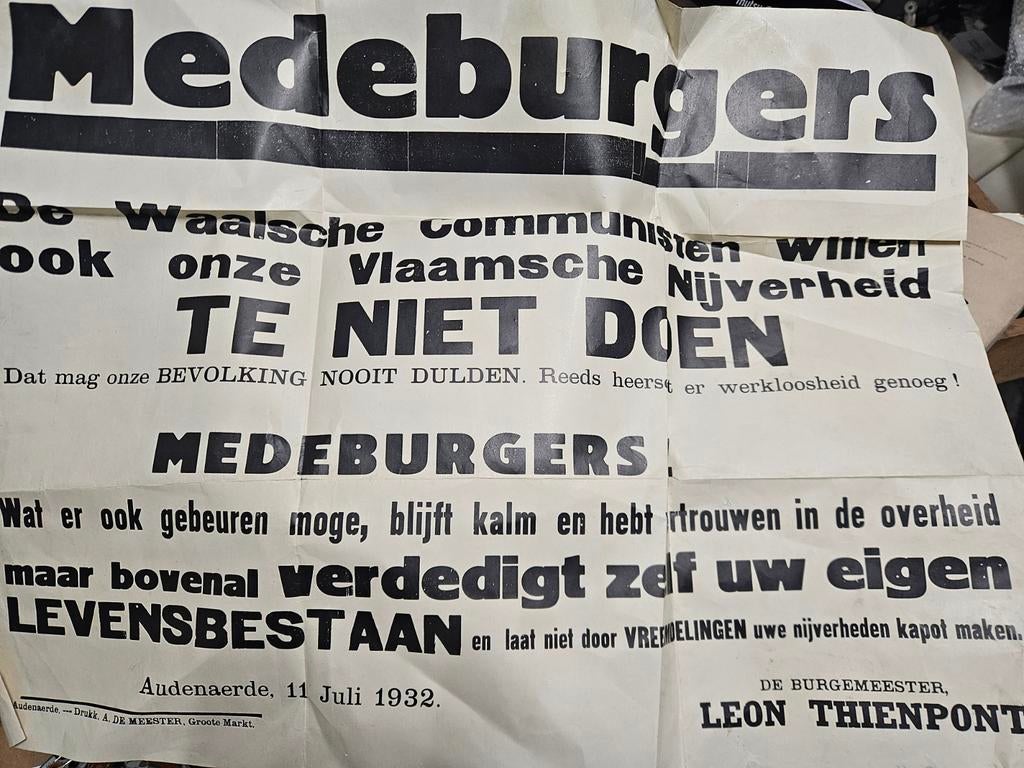 Medeburgers
De Waalsche Communisten willen
ook onze Vlaamsche Nijverheid
TE NIET DOEN
Dat mag onze BEVOLKING NOOIT DULDEN. Reeds heerst er werkloosheid genoeg !
MEDEBURGERS
Wat er ook gebeuren moge, blijft kalm en hebt rtrouwen in de overheid
maar bovenal verdedigt zelf uw eigen
LEVENSBESTAAN en laat niet door VREEMDELINGEN uwe nijverheden kapot maken.
Audenaerde, 11 Juli 1932.
DE BURGEMEESTER,
LEON THIENPONT
Audenaerde, — Drukk. A. DE MEESTER, Groote Markt.